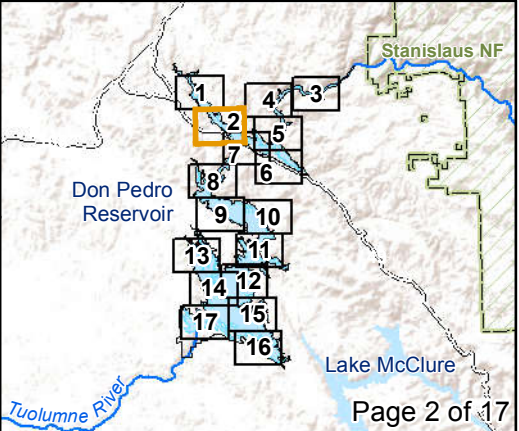 Stanislaus NF
1
4
3
2
5
7
6
8
Don Pedro
Reservoir
9
10
13
11
14
12
17
15
16
Lake McClure
Tuolumne River
Page 2 of 17